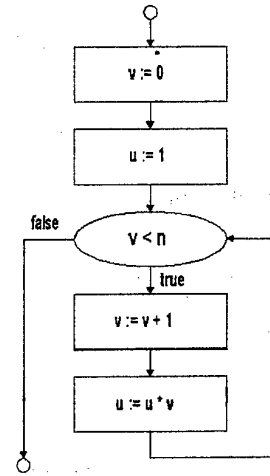 v := 0
u := 1
false
v < n
true
v := v + 1
u := u * v